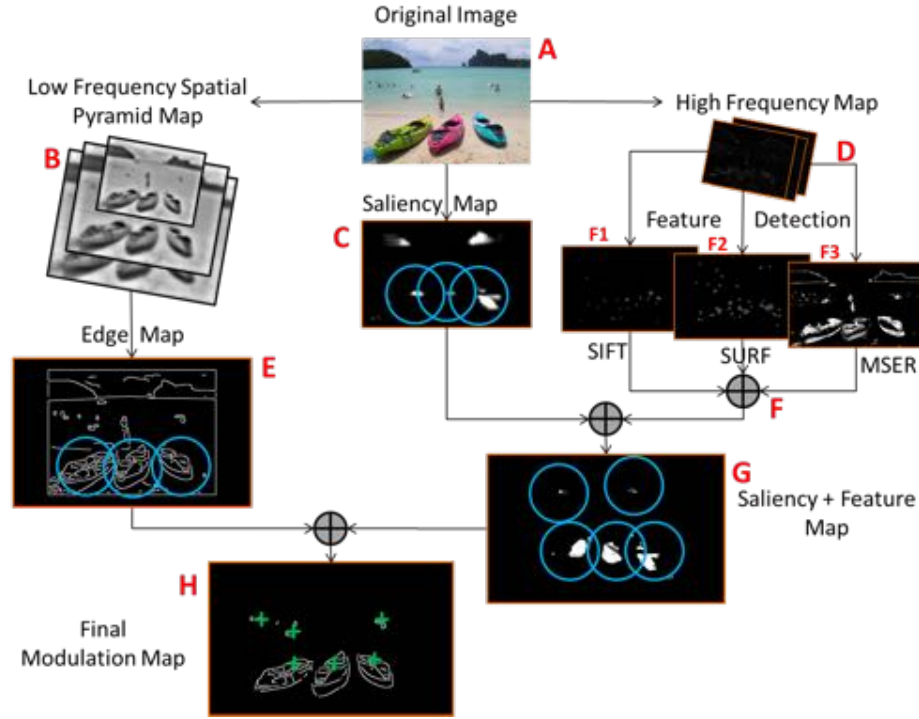 Original Image
A
Low Frequency Spatial
Pyramid Map
High Frequency Map
B
D
Saliency Map
C
Feature Detection
F1
F2
F3
Edge Map
E
SIFT
SURF
MSER
F
G
Saliency + Feature
Map
H
Final
Modulation Map